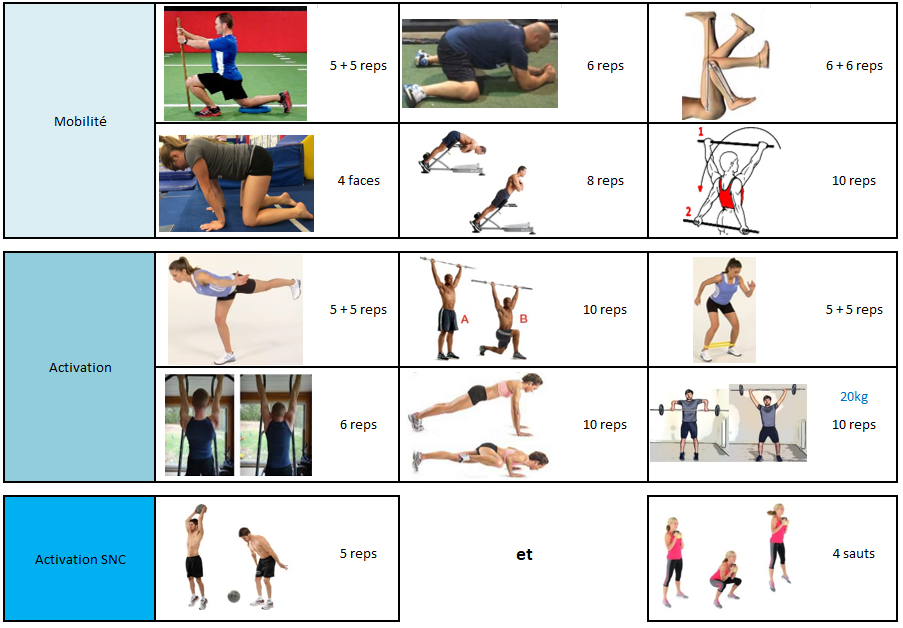 Mobilité
5 + 5 reps
6 reps
6 + 6 reps
4 faces
8 reps
1
2
10 reps
Activation
5 + 5 reps
A
B
10 reps
5 + 5 reps
6 reps
10 reps
20kg
10 reps
Activation SNC
5 reps
et
4 sauts